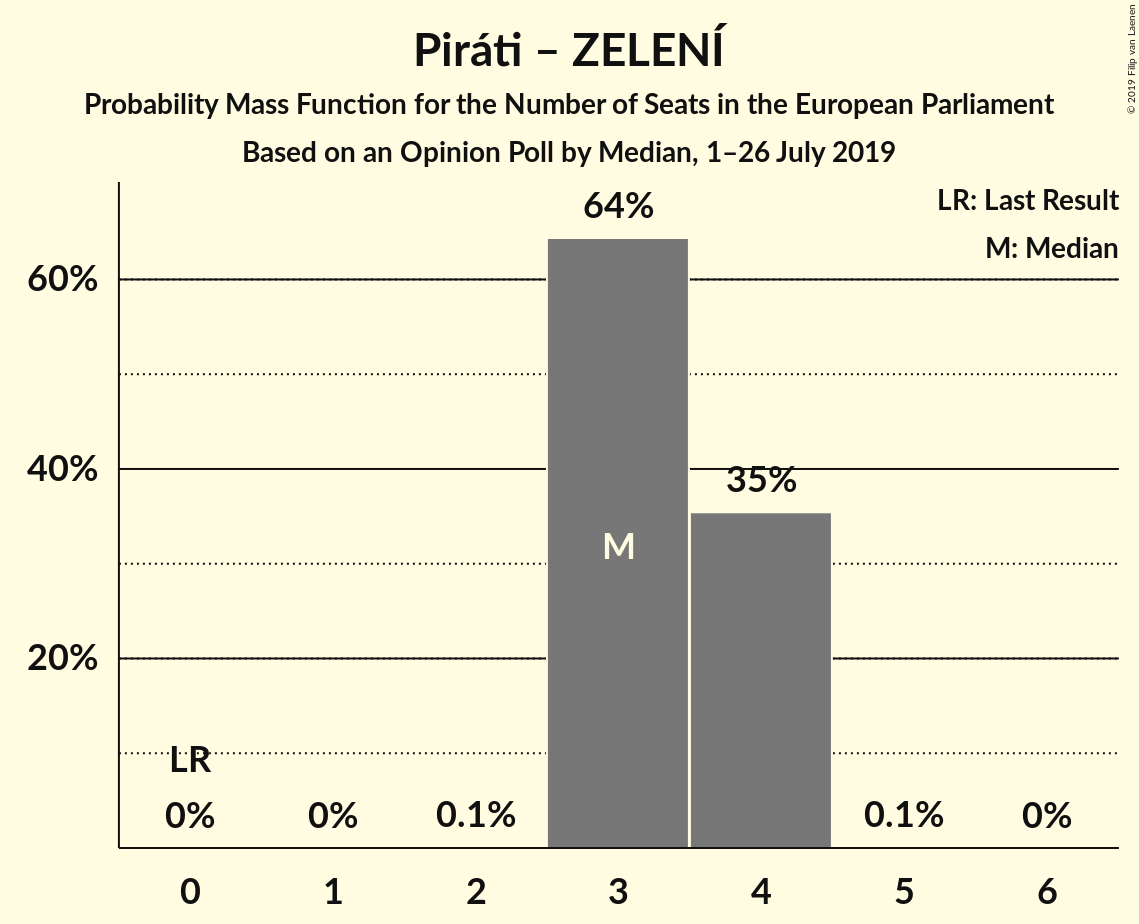 Piráti – ZELENÍ
Probability Mass Function for the Number of Seats in the European Parliament
Based on an Opinion Poll by Median, 1–26 July 2019
© 2019 Filip van Laenen
LR: Last Result
M: Median
64%
60%
40%
35%
M
20%
LR
0% 0% 0.1% 0.1% 0%
0 1 2 3 4 5 6